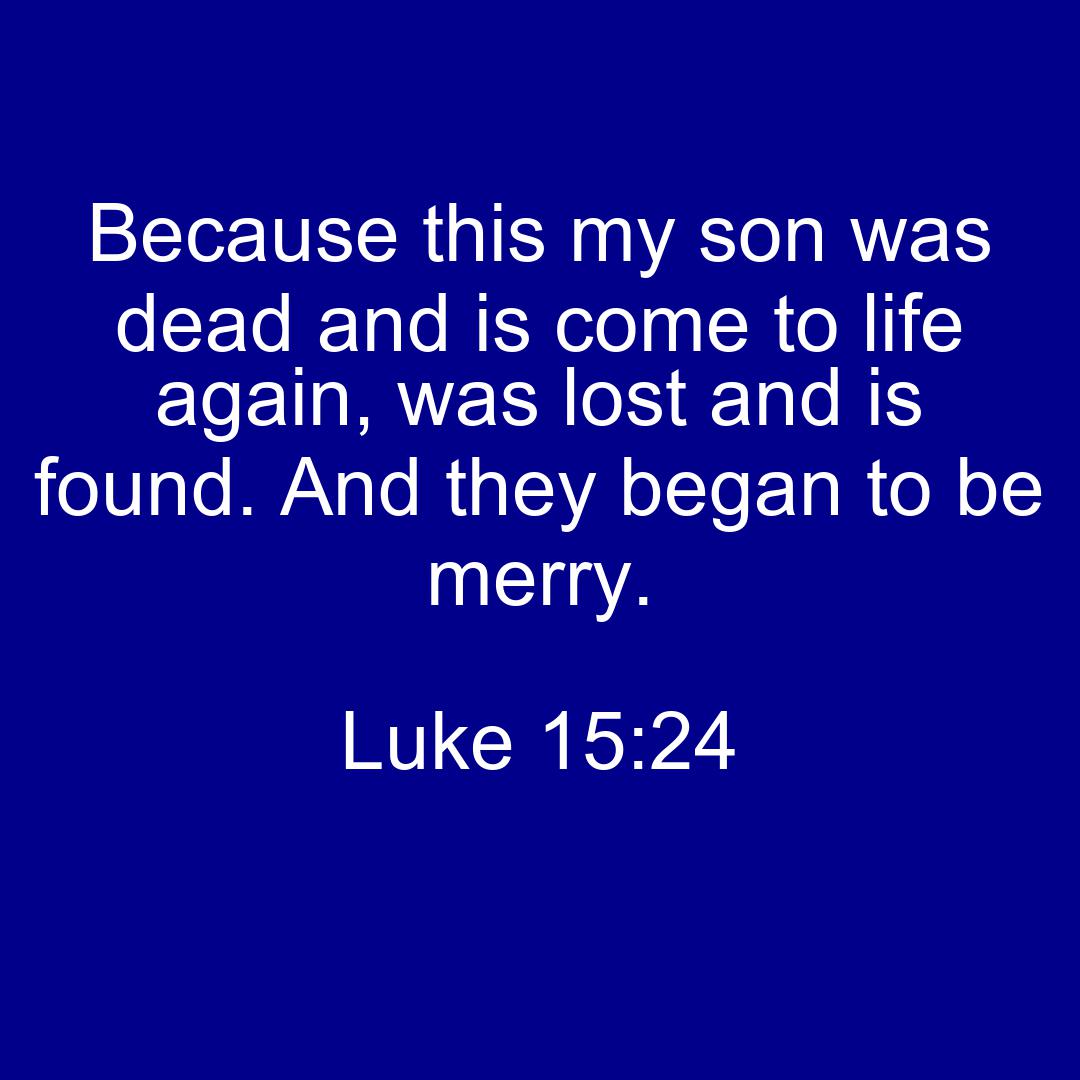 Because this my son was
dead and is come to life
again, was lost and is
found. And they began to be
merry.
Luke 15:24